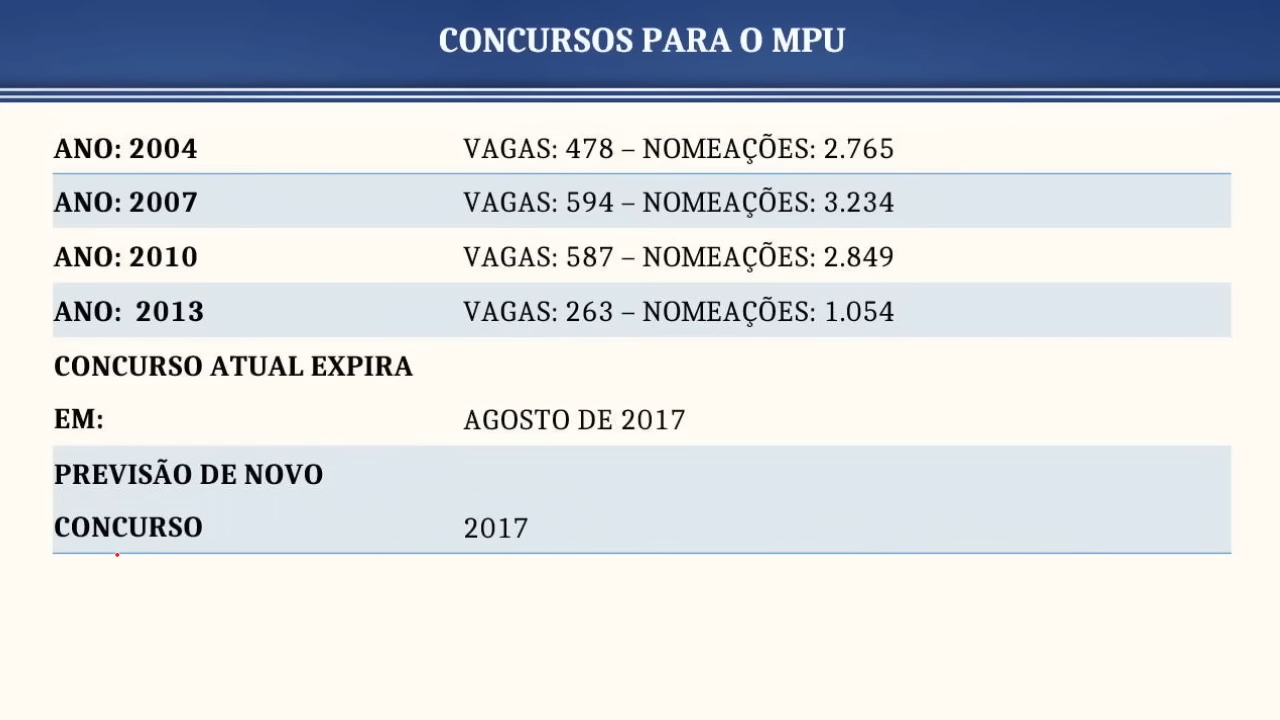 CONCURSOS PARA O MPU
ANO: 2004 VAGAS: 478 – NOMEAÇÕES: 2.765
ANO: 2007 VAGAS: 594 – NOMEAÇÕES: 3.234
ANO: 2010 VAGAS: 587 – NOMEAÇÕES: 2.849
ANO: 2013 VAGAS: 263 – NOMEAÇÕES: 1.054
CONCURSO ATUAL EXPIRA
EM: AGOSTO DE 2017
PREVISÃO DE NOVO
CONCURSO 2017